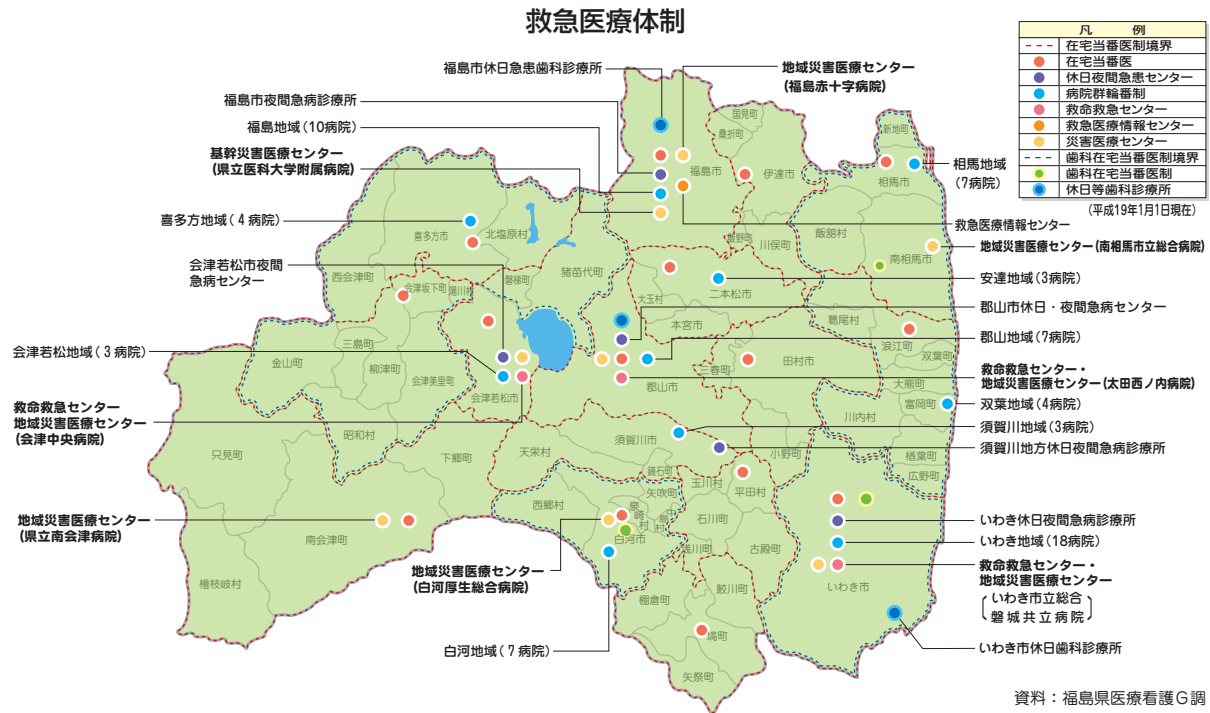 救急医療体制
凡 例
在宅当番医制境界
在宅当番医
休日夜間急患センター
病院群輪番制
救命救急センター
救急医療情報センター
災害医療センター
歯科在宅当番医制境界
歯科在宅当番医制
休日等歯科診療所
(平成19年1月1日現在)
福島市休日急患歯科診療所
福島市夜間急病診療所
福島地域(10病院)
基幹災害医療センター
(県立医科大学附属病院)
喜多方地域(4病院)
会津若松市夜間
急病センター
会津若松地域(3病院)
救命救急センター
地域災害医療センター
(会津中央病院)
地域災害医療センター
(県立南会津病院)
地域災害医療センター
(白河厚生総合病院)
白河地域(7病院)
地域災害医療センター
(福島赤十字病院)
相馬地域
(7病院)
救急医療情報センター
地域災害医療センター(南相馬市立総合病院)
安達地域(3病院)
郡山市休日・夜間急病センター
郡山地域(7病院)
救命救急センター・
地域災害医療センター(太田西ノ内病院)
双葉地域(4病院)
須賀川地域(3病院)
須賀川地方休日夜間急病診療所
いわき休日夜間急病診療所
いわき地域(18病院)
救命救急センター・
地域災害医療センター
(いわき市立総合
磐城共立病院)
いわき市休日歯科診療所
国見町
桑折町
福島市
伊達市
新地町
相馬市
飯舘村
南相馬市
飯野町
川俣町
喜多方市
北塩原村
西会津町
会津坂下町
湯川村
磐梯町
猪苗代町
大玉村
二本松市
本宮市
葛尾村
浪江町
双葉町
大熊町
富岡町
川内村
楢葉町
広野町
三島町
金山町
柳津町
会津美里町
会津若松市
郡山市
三春町
田村市
昭和村
只見町
下郷町
天栄村
須賀川市
鏡石町
小野町
玉川村
平田村
西郷村
矢吹町
泉崎村
中島村
白河市
石川町
浅川町
古殿町
南会津町
檜枝岐村
棚倉町
鮫川村
塙町
矢祭町
いわき市
資料：福島県医療看護G調